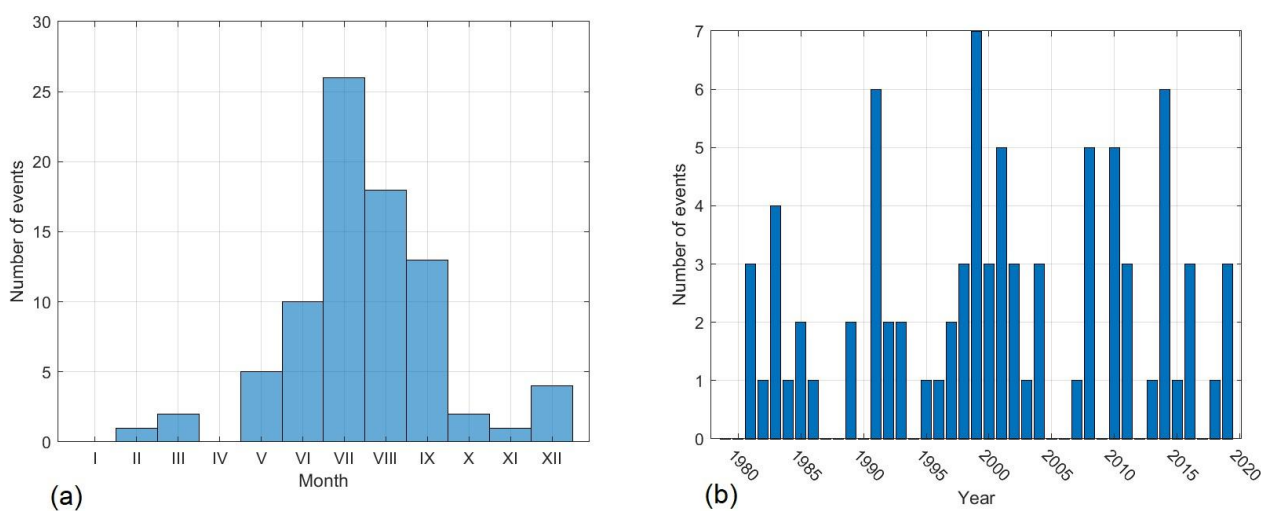 Number of events
30
25
20
15
10
5
0
I II III IV V VI VII VIII IX X XI XII
Month
(a)
Number of events
7
6
5
4
3
2
1
0
1980 1985 1990 1995 2000 2005 2010 2015 2020
Year
(b)